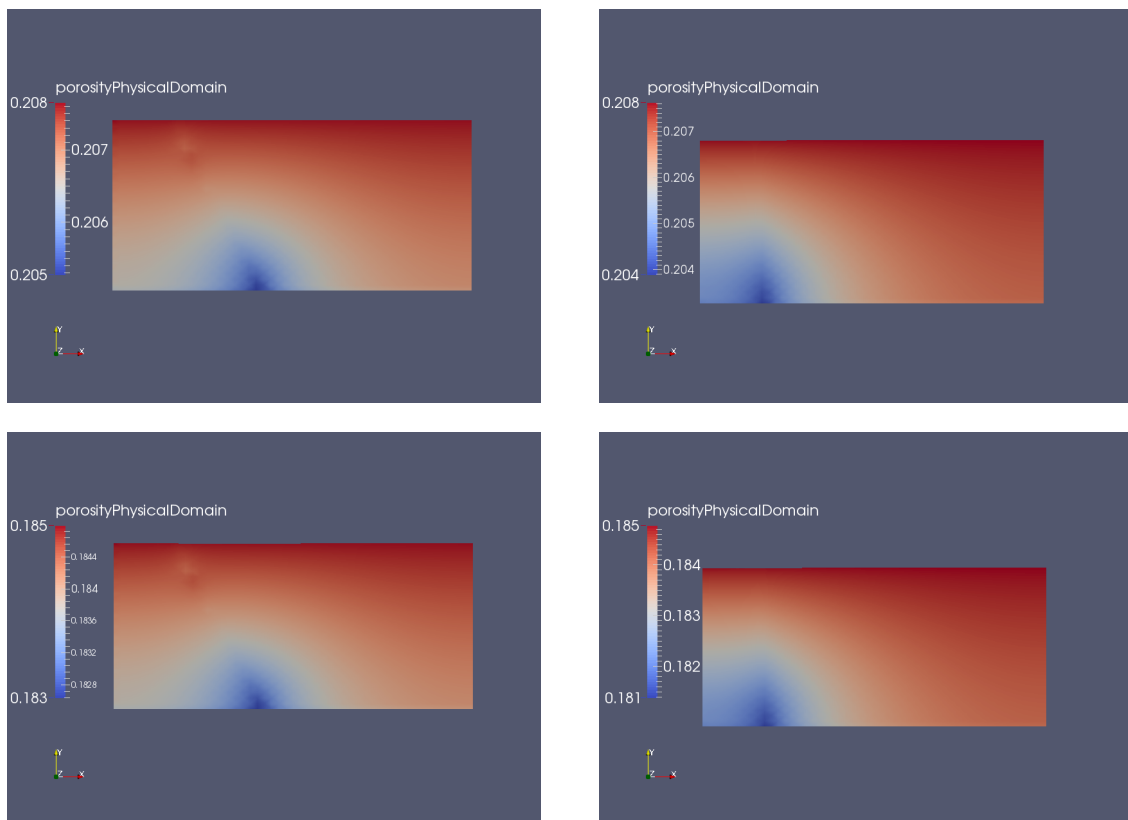 porosityPhysicalDomain
0.208
0.207
0.206
0.205
Y
Z X
porosityPhysicalDomain
0.208
0.207
0.206
0.205
0.204
0.204
Y
Z X
porosityPhysicalDomain
0.185
0.1844
0.184
0.1836
0.1832
0.1828
0.183
Y
Z X
porosityPhysicalDomain
0.185
0.184
0.183
0.182
0.181
Y
Z X